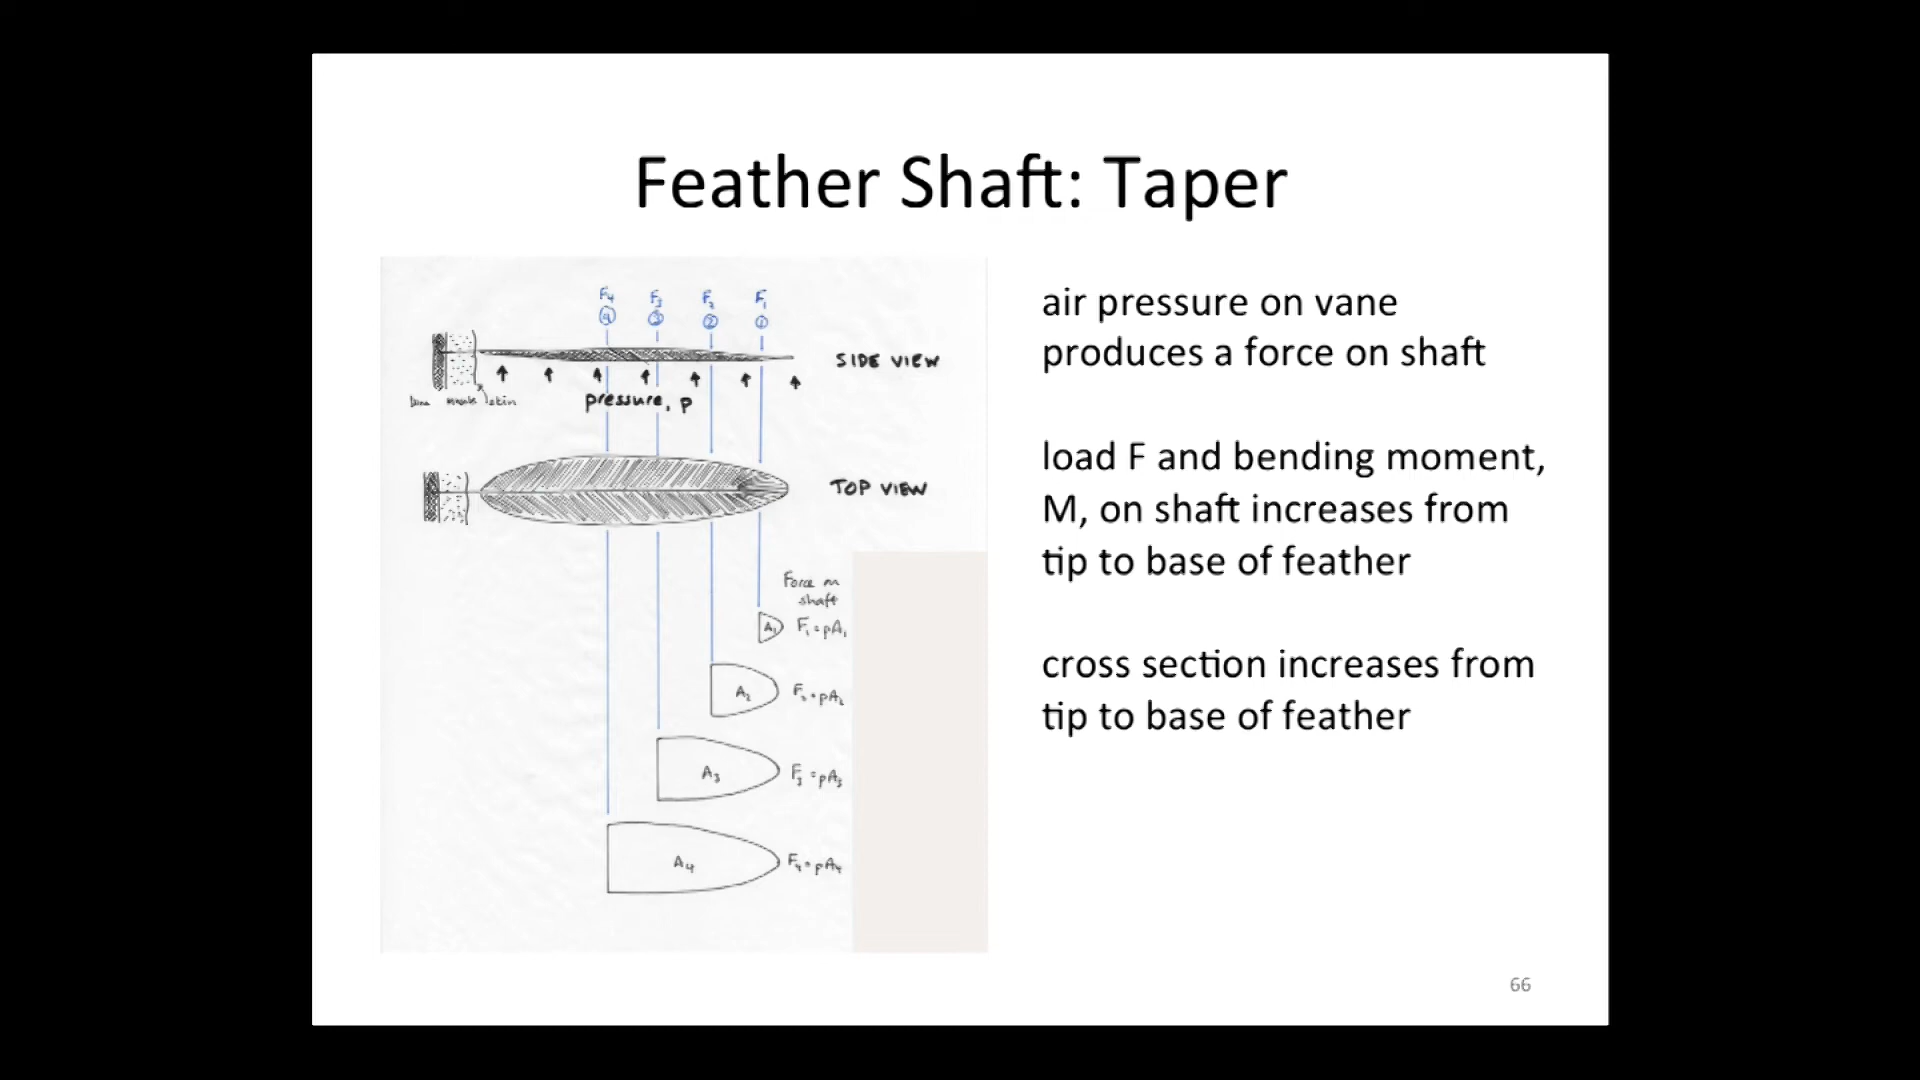 Feather Shaft: Taper
F4 F3 F2 F1
4 3 2 1
SIDE VIEW
bone muscle skin
pressure, p
TOP VIEW
Force on
shaft
A1 F1=pA1
A2 F2=pA2
A3 F3=pA3
A4 F4=pA4
air pressure on vane
produces a force on shaft
load F and bending moment,
M, on shaft increases from
tip to base of feather
cross section increases from
tip to base of feather
66